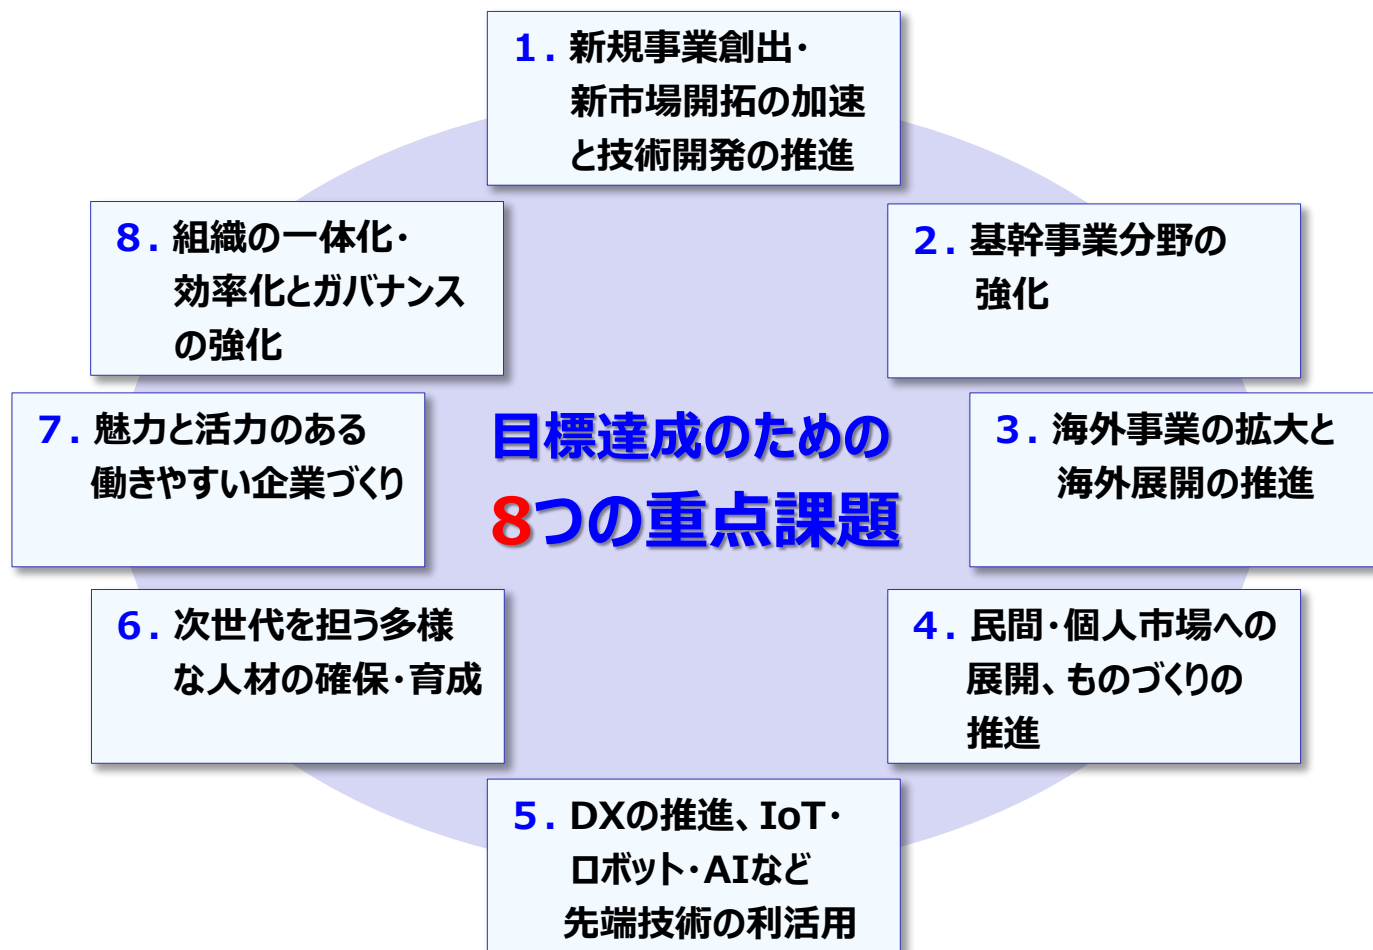 1. 新規事業創出・
新市場開拓の加速
と技術開発の推進
2. 基幹事業分野の
強化
3. 海外事業の拡大と
海外展開の推進
4. 民間・個人市場への
展開、ものづくりの
推進
5. DXの推進、IoT・
ロボット・AIなど
先端技術の利活用
6. 次世代を担う多様
な人材の確保・育成
7. 魅力と活力のある
働きやすい企業づくり
8. 組織の一体化・
効率化とガバナンス
の強化
目標達成のための
8つの重点課題